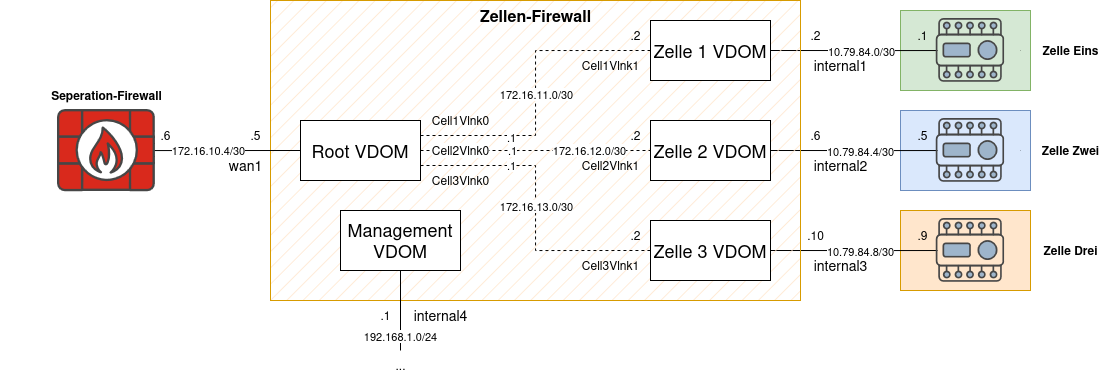 Zellen-Firewall
Seperation-Firewall
.6
172.16.10.4/30
.5
wan1
Root VDOM
Cell1Vlnk0
.1
Cell2Vlnk0
.1
.1
Cell3Vlnk0
172.16.11.0/30
172.16.12.0/30
172.16.13.0/30
.2
Cell1Vlnk1
Zelle 1 VDOM
.2
10.79.84.0/30
internal1
.1
Zelle Eins
.2
Cell2Vlnk1
Zelle 2 VDOM
.6
10.79.84.4/30
internal2
.5
Zelle Zwei
.2
Cell3Vlnk1
Zelle 3 VDOM
.10
10.79.84.8/30
internal3
.9
Zelle Drei
Management
VDOM
.1
internal4
192.168.1.0/24
...